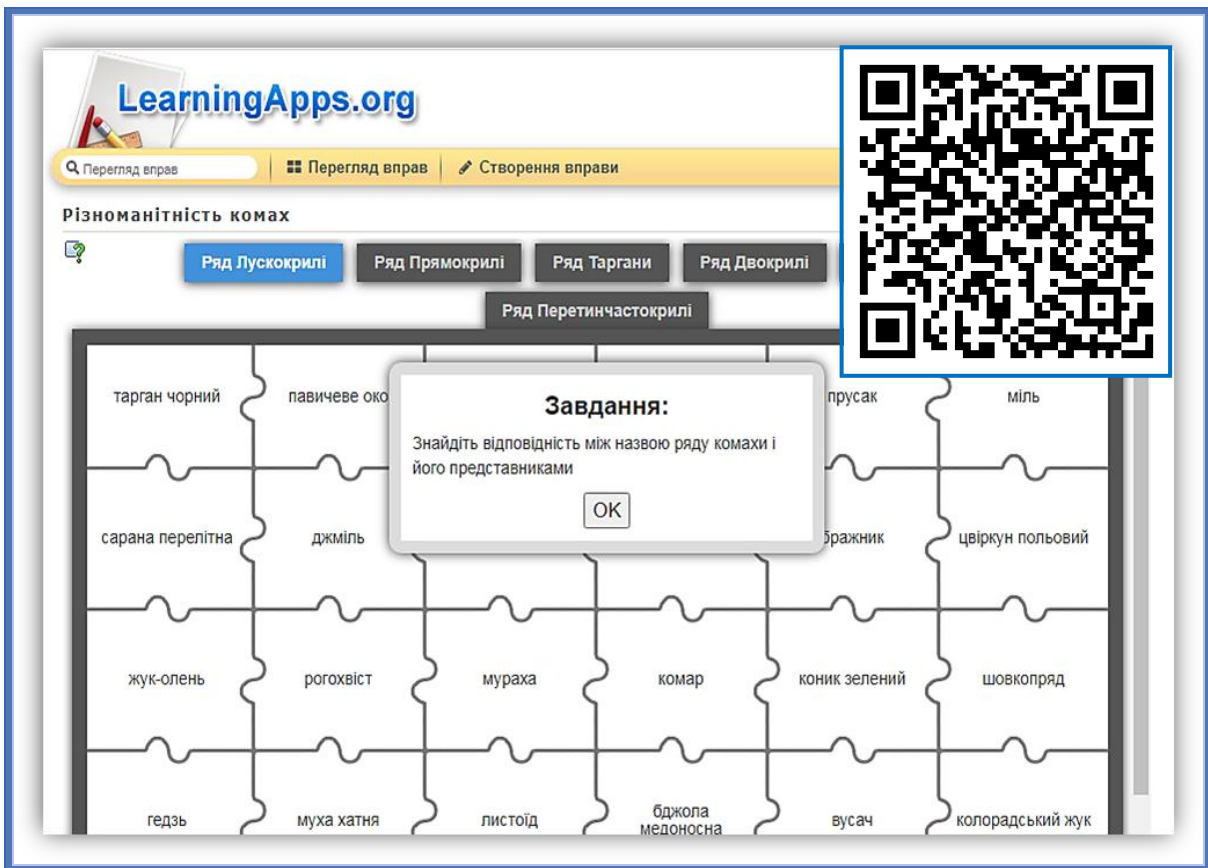 LearningApps.org
Перегляд вправ
Перегляд вправ
Створення вправи
Різноманітність комах
Ряд Лускокрилі
Ряд Прямокрилі
Ряд Таргани
Ряд Двокрилі
Ряд Перетинчастокрилі
тарган чорний
павичеве око
прусак
міль
Завдання:
Знайдіть відповідність між назвою ряду комахи і
його представниками
OK
сарана перелітна
джміль
бражник
цвіркун польовий
жук-олень
рогохвіст
мураха
комар
коник зелений
шовкопряд
гедзь
муха хатня
листоїд
бджола
медоносна
вусач
колорадський жук